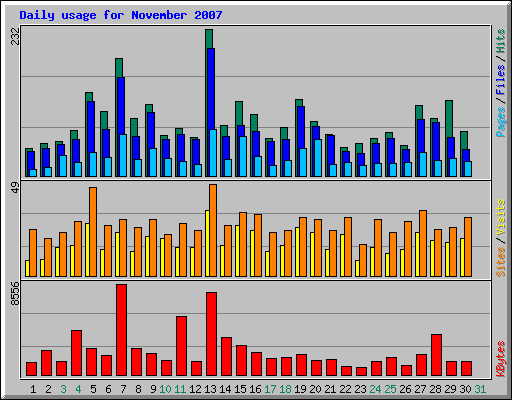 Daily usage for November 2007
232
Pages / Files / Hits
49
Sites / Visits
8556
KBytes
1 2 3 4 5 6 7 8 9 10 11 12 13 14 15 16 17 18 19 20 21 22 23 24 25 26 27 28 29 30 31